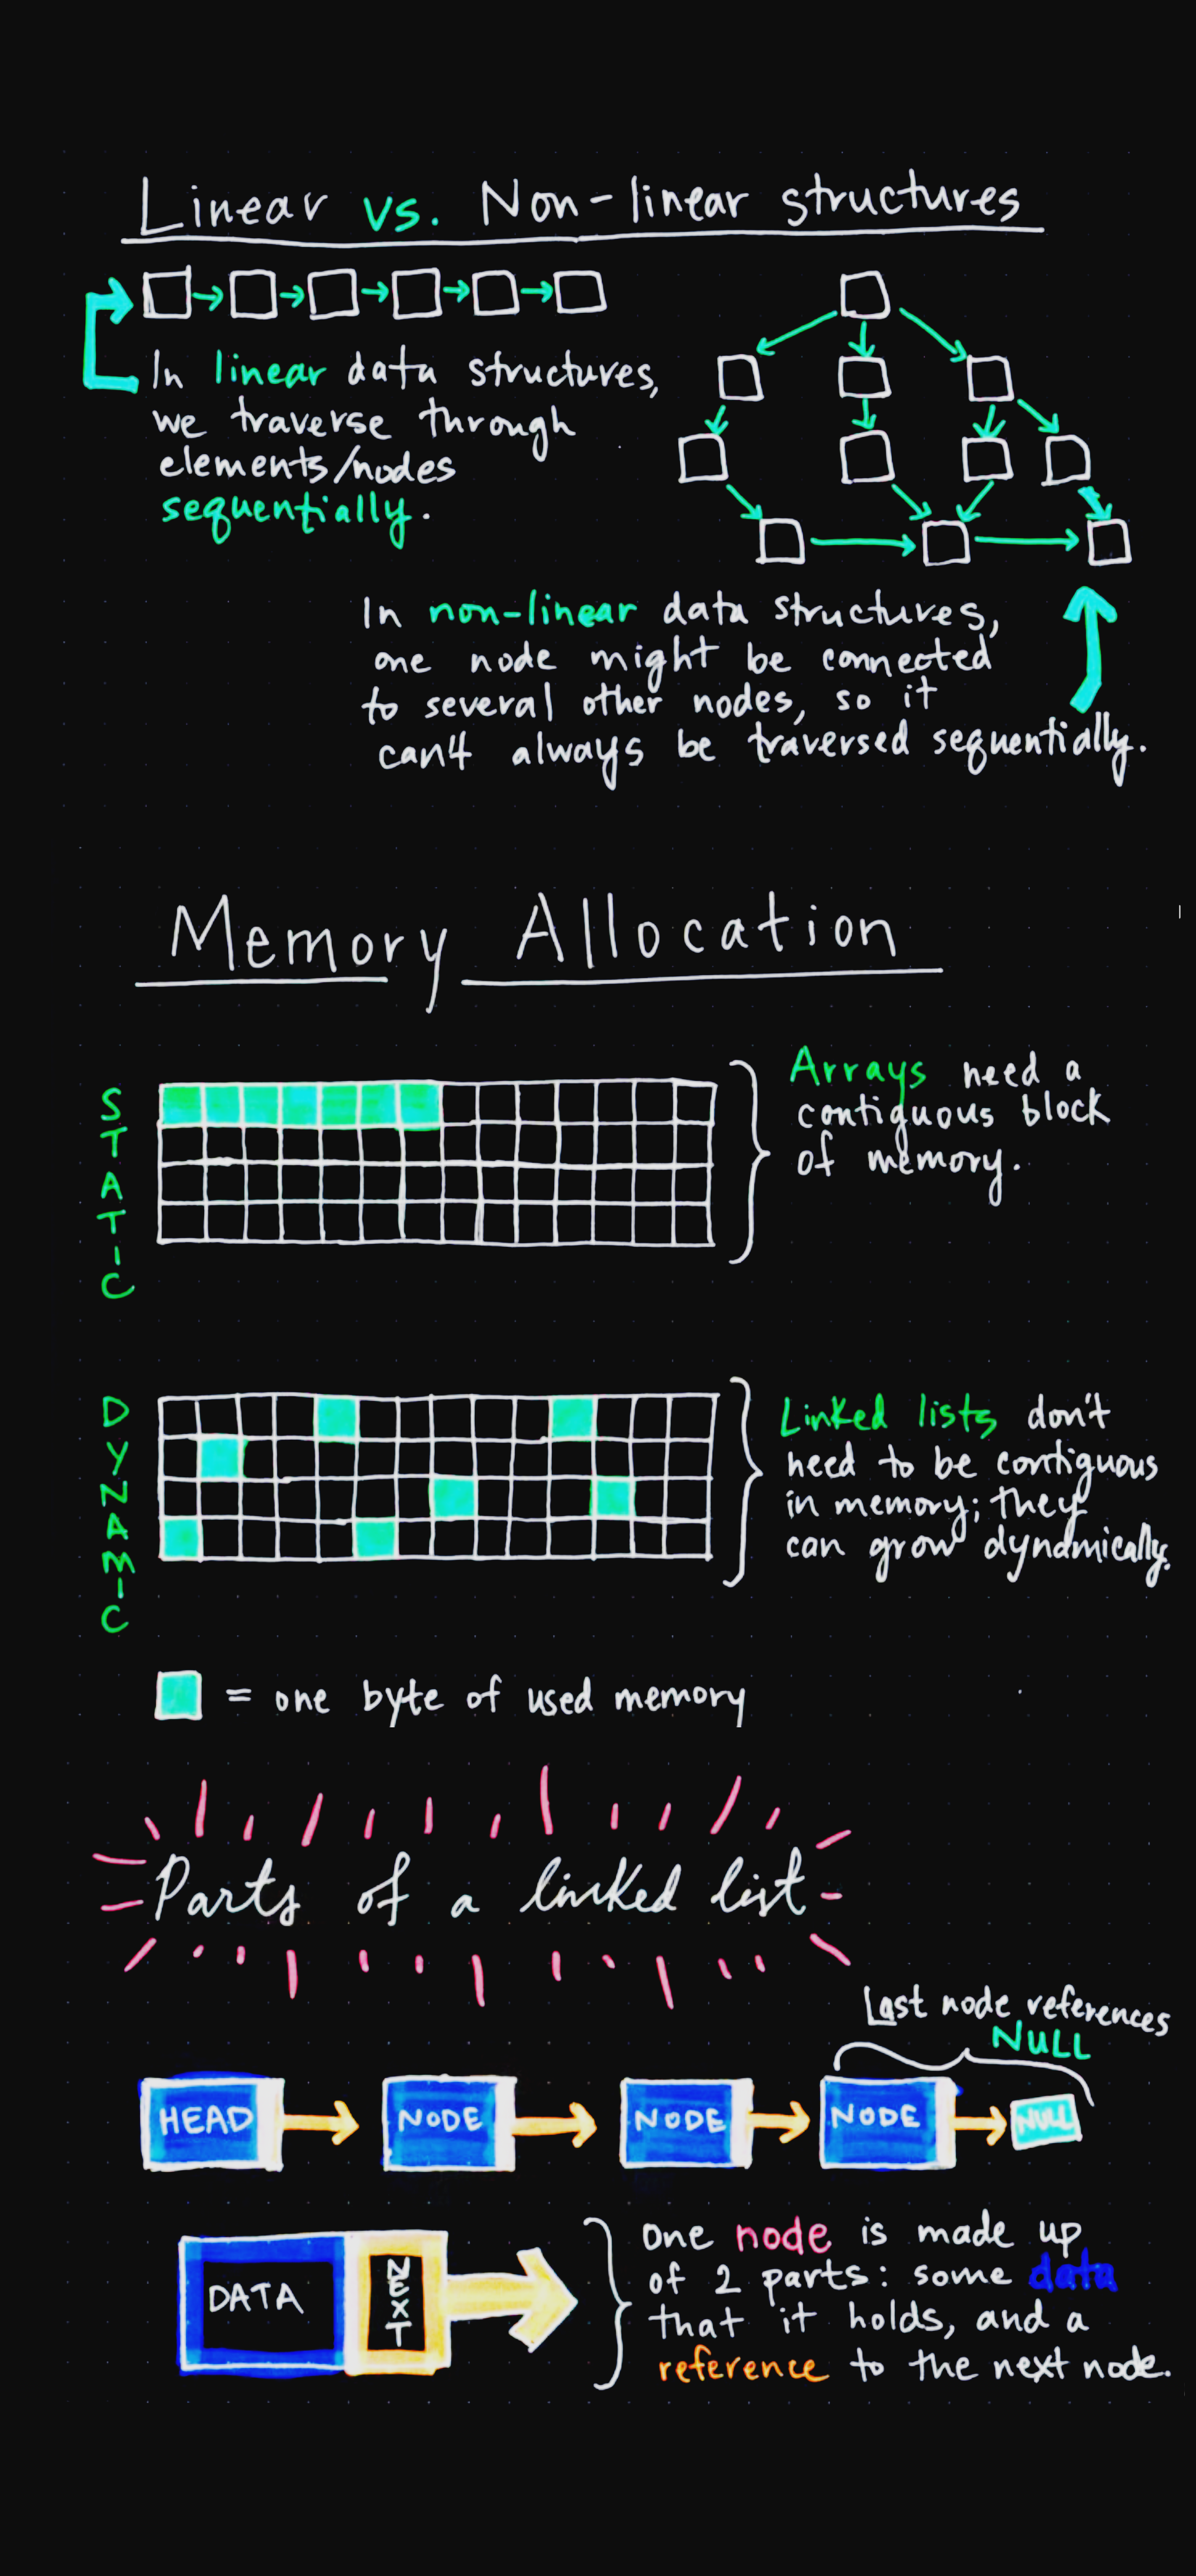 Linear vs. Non-linear structures
In linear data structures,
we traverse through
elements/nodes
sequentially.
In non-linear data structures,
one node might be connected
to several other nodes, so it
can't always be traversed sequentially.
Memory Allocation
STATIC
Arrays need a
contiguous block
of memory.
DYNAMIC
Linked lists don't
need to be contiguous
in memory; they
can grow dynamically.
= one byte of used memory
Parts of a linked list
Last node references
NULL
HEAD NODE NODE NODE NULL
DATA NEXT
One node is made up
of 2 parts: some data
that it holds, and a
reference to the next node.